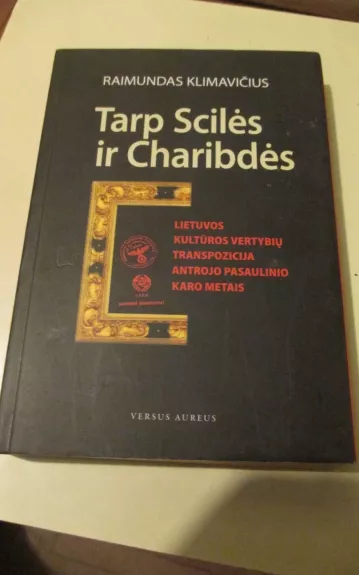 RAIMUNDAS KLIMAVIČIUS
Tarp Scilės
ir Charibdės
LIETUVOS
KULTŪROS VERTYBIŲ
TRANSPOZICIJA
ANTROJO PASAULINIO
KARO METAIS
VERSUS AUREUS